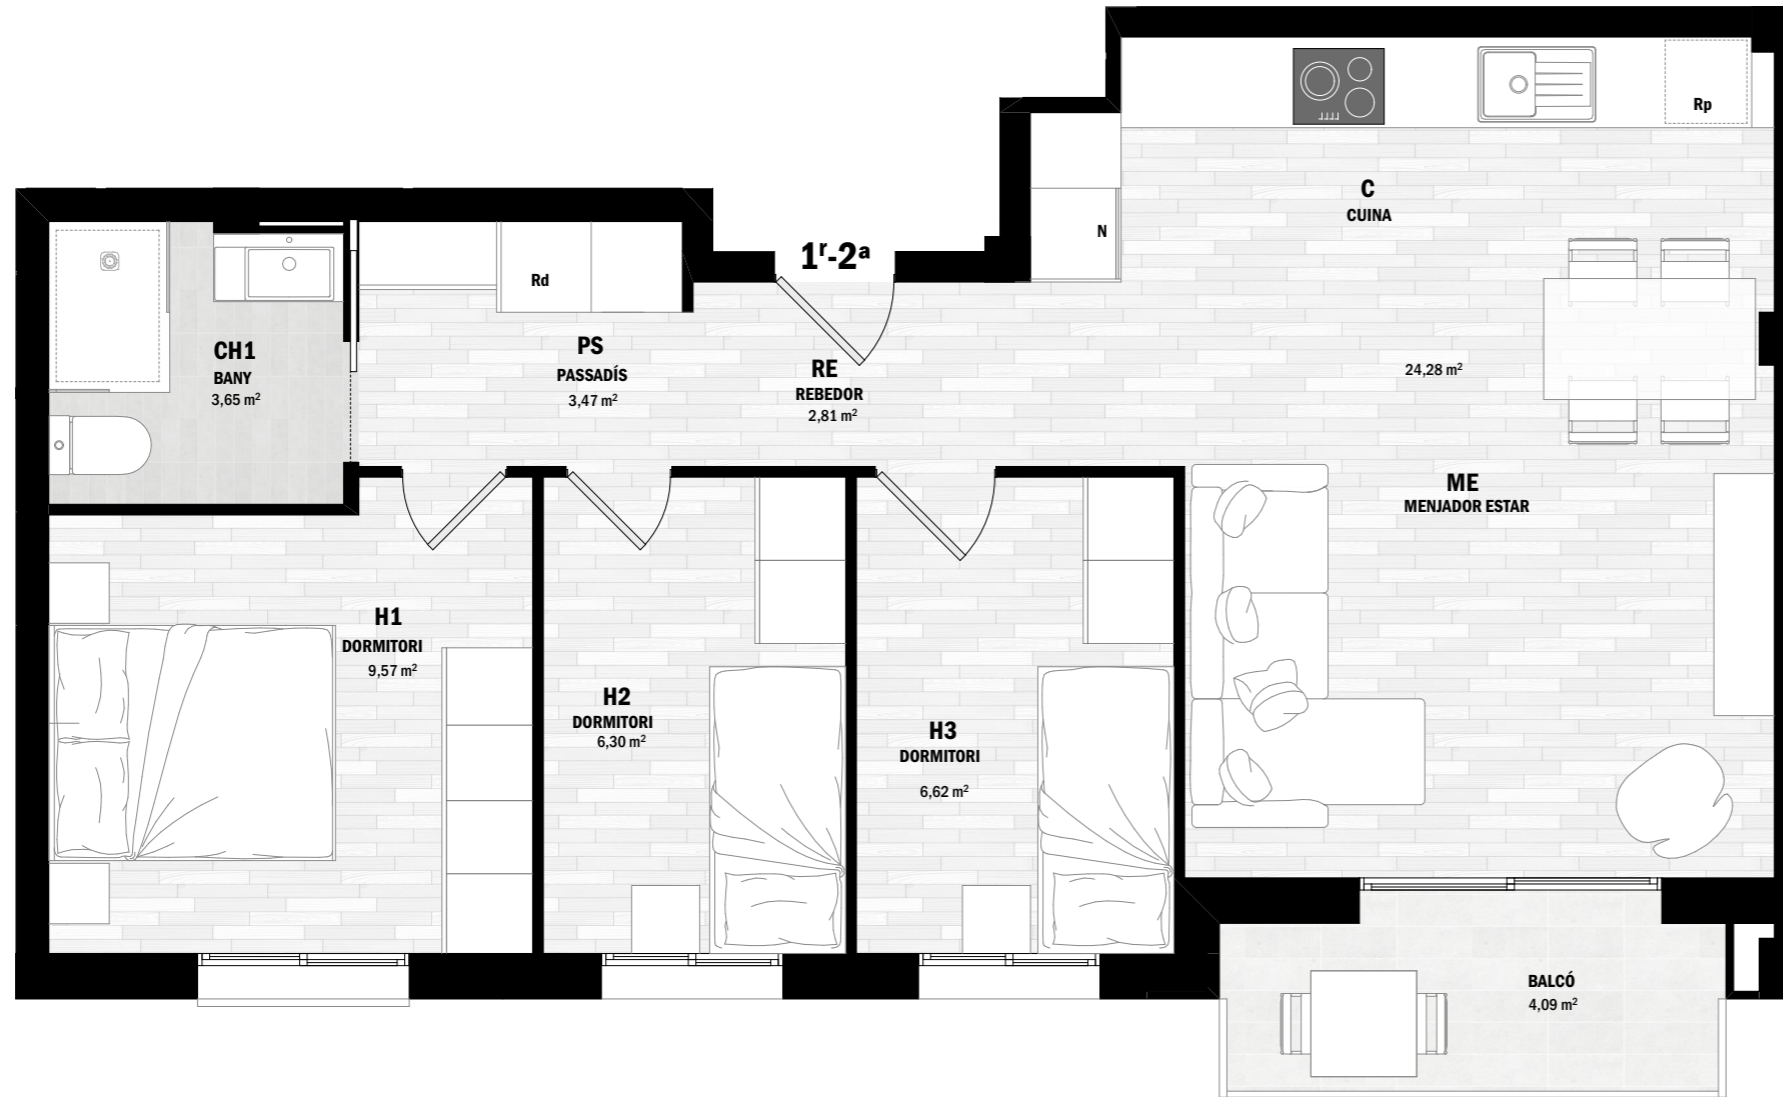 Rp
C
CUINA
N
1ʳ-2ª
Rd
CH1
BANY
3,65 m²
PS
PASSADÍS
3,47 m²
RE
REBEDOR
2,81 m²
24,28 m²
ME
MENJADOR ESTAR
H1
DORMITORI
9,57 m²
H2
DORMITORI
6,30 m²
H3
DORMITORI
6,62 m²
BALCÓ
4,09 m²